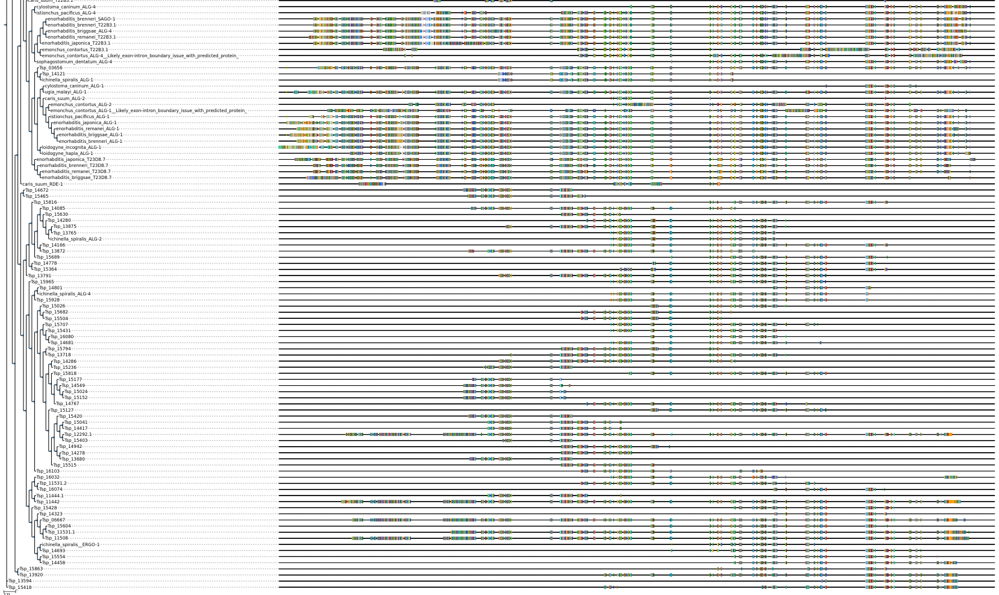 caris_suum_T22B3.1
cylostoma_caninum_ALG-4
istionchus_pacificus_ALG-4
enorhabditis_brenneri_SAGO-1
enorhabditis_brenneri_T22B3.1
enorhabditis_briggsae_ALG-4
enorhabditis_remanei_T22B3.1
enorhabditis_japonica_T22B3.1
emonchus_contortus_T22B3.1
emonchus_contortus_ALG-4__Likely_exon-intron_boundary_issue_with_predicted_protein_
sophagostomum_dentatum_ALG-4
Tsp_03656
Tsp_14121
ichinella_spiralis_ALG-1
cylostoma_caninum_ALG-1
ugia_malayi_ALG-1
caris_suum_ALG-2
emonchus_contortus_ALG-2
emonchus_contortus_ALG-1__Likely_exon-intron_boundary_issue_with_predicted_protein_
istionchus_pacificus_ALG-1
enorhabditis_japonica_ALG-1
enorhabditis_remanei_ALG-1
enorhabditis_briggsae_ALG-1
enorhabditis_brenneri_ALG-1
loidogyne_incognita_ALG-1
loidogyne_hapla_ALG-1
enorhabditis_japonica_T23D8.7
enorhabditis_brenneri_T23D8.7
enorhabditis_remanei_T23D8.7
enorhabditis_briggsae_T23D8.7
caris_suum_RDE-1
Tsp_14672
Tsp_15465
Tsp_15816
Tsp_14085
Tsp_15630
Tsp_14280
Tsp_13875
Tsp_13765
ichinella_spiralis_ALG-2
Tsp_14166
Tsp_13872
Tsp_15689
Tsp_14778
Tsp_15364
Tsp_13791
Tsp_15965
Tsp_14801
ichinella_spiralis_ALG-4
Tsp_15928
Tsp_15026
Tsp_15682
Tsp_15504
Tsp_15707
Tsp_15431
Tsp_16080
Tsp_14681
Tsp_15794
Tsp_13718
Tsp_14286
Tsp_15236
Tsp_15818
Tsp_15177
Tsp_14549
Tsp_15024
Tsp_15152
Tsp_14767
Tsp_15127
Tsp_15420
Tsp_15041
Tsp_14417
Tsp_12292.1
Tsp_15403
Tsp_14942
Tsp_14278
Tsp_13680
Tsp_15515
Tsp_16103
Tsp_16032
Tsp_11531.2
Tsp_16074
Tsp_11444.1
Tsp_11442
Tsp_15428
Tsp_14323
Tsp_06667
Tsp_15604
Tsp_11531.1
Tsp_11508
ichinella_spiralis__ERGO-1
Tsp_14693
Tsp_15554
Tsp_14458
Tsp_15863
Tsp_13920
Tsp_13594
Tsp_15418